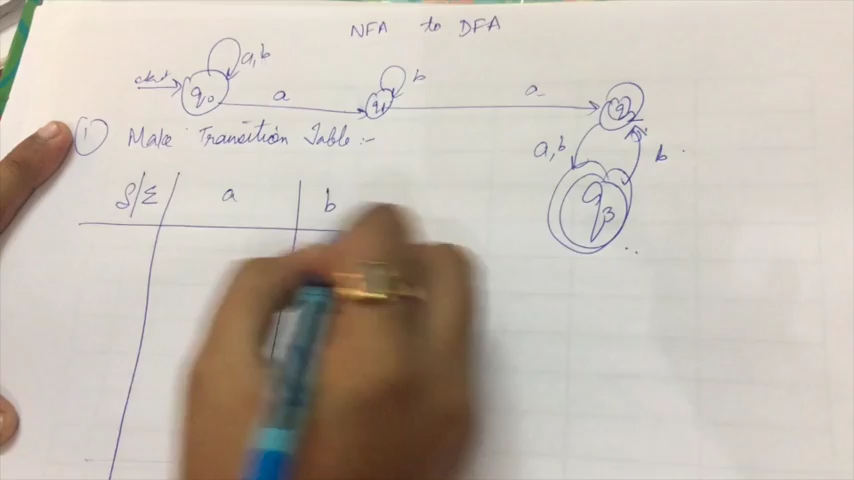 NFA to DFA
start q0 a,b a q1 b a q2
a,b b
① Make Transition Table :-
δ/Σ a b
q3